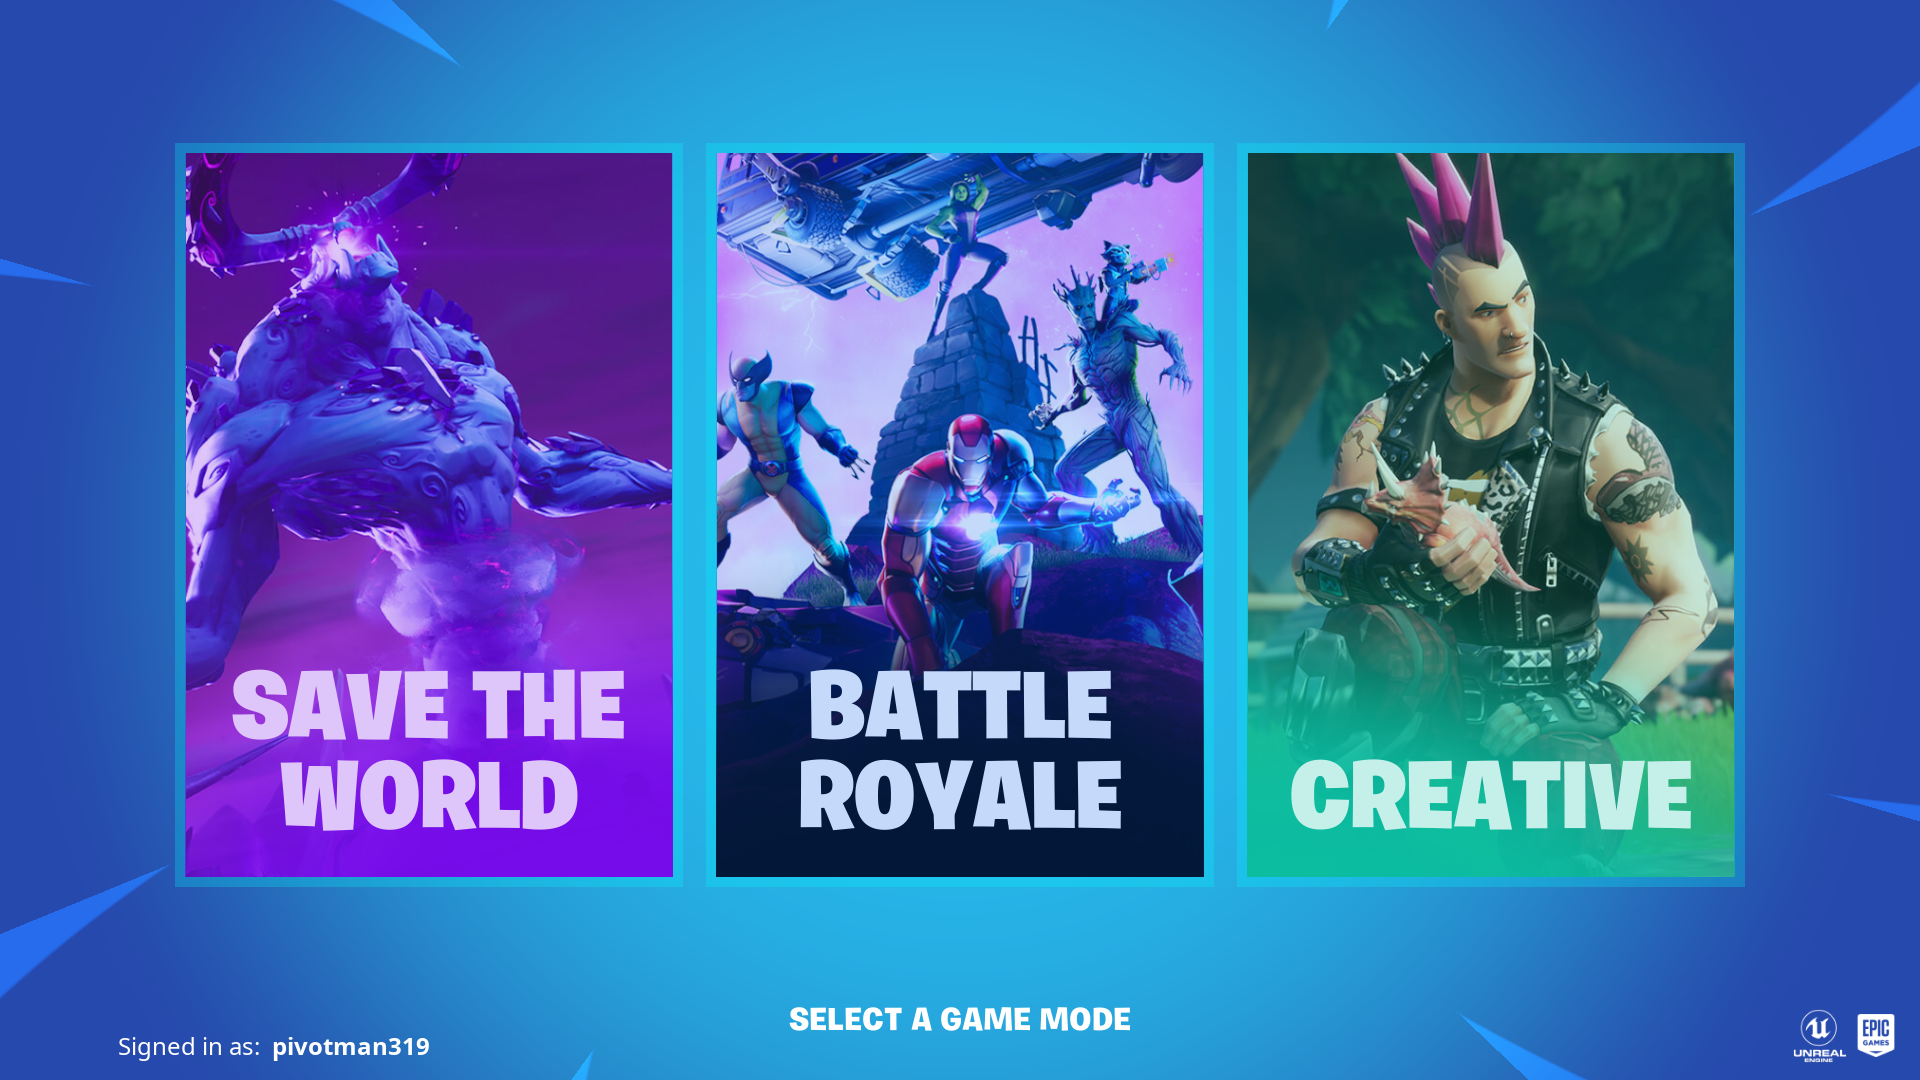 SAVE THE
WORLD
BATTLE
ROYALE
CREATIVE
SELECT A GAME MODE
Signed in as: pivotman319
UNREAL
ENGINE
EPIC
GAMES